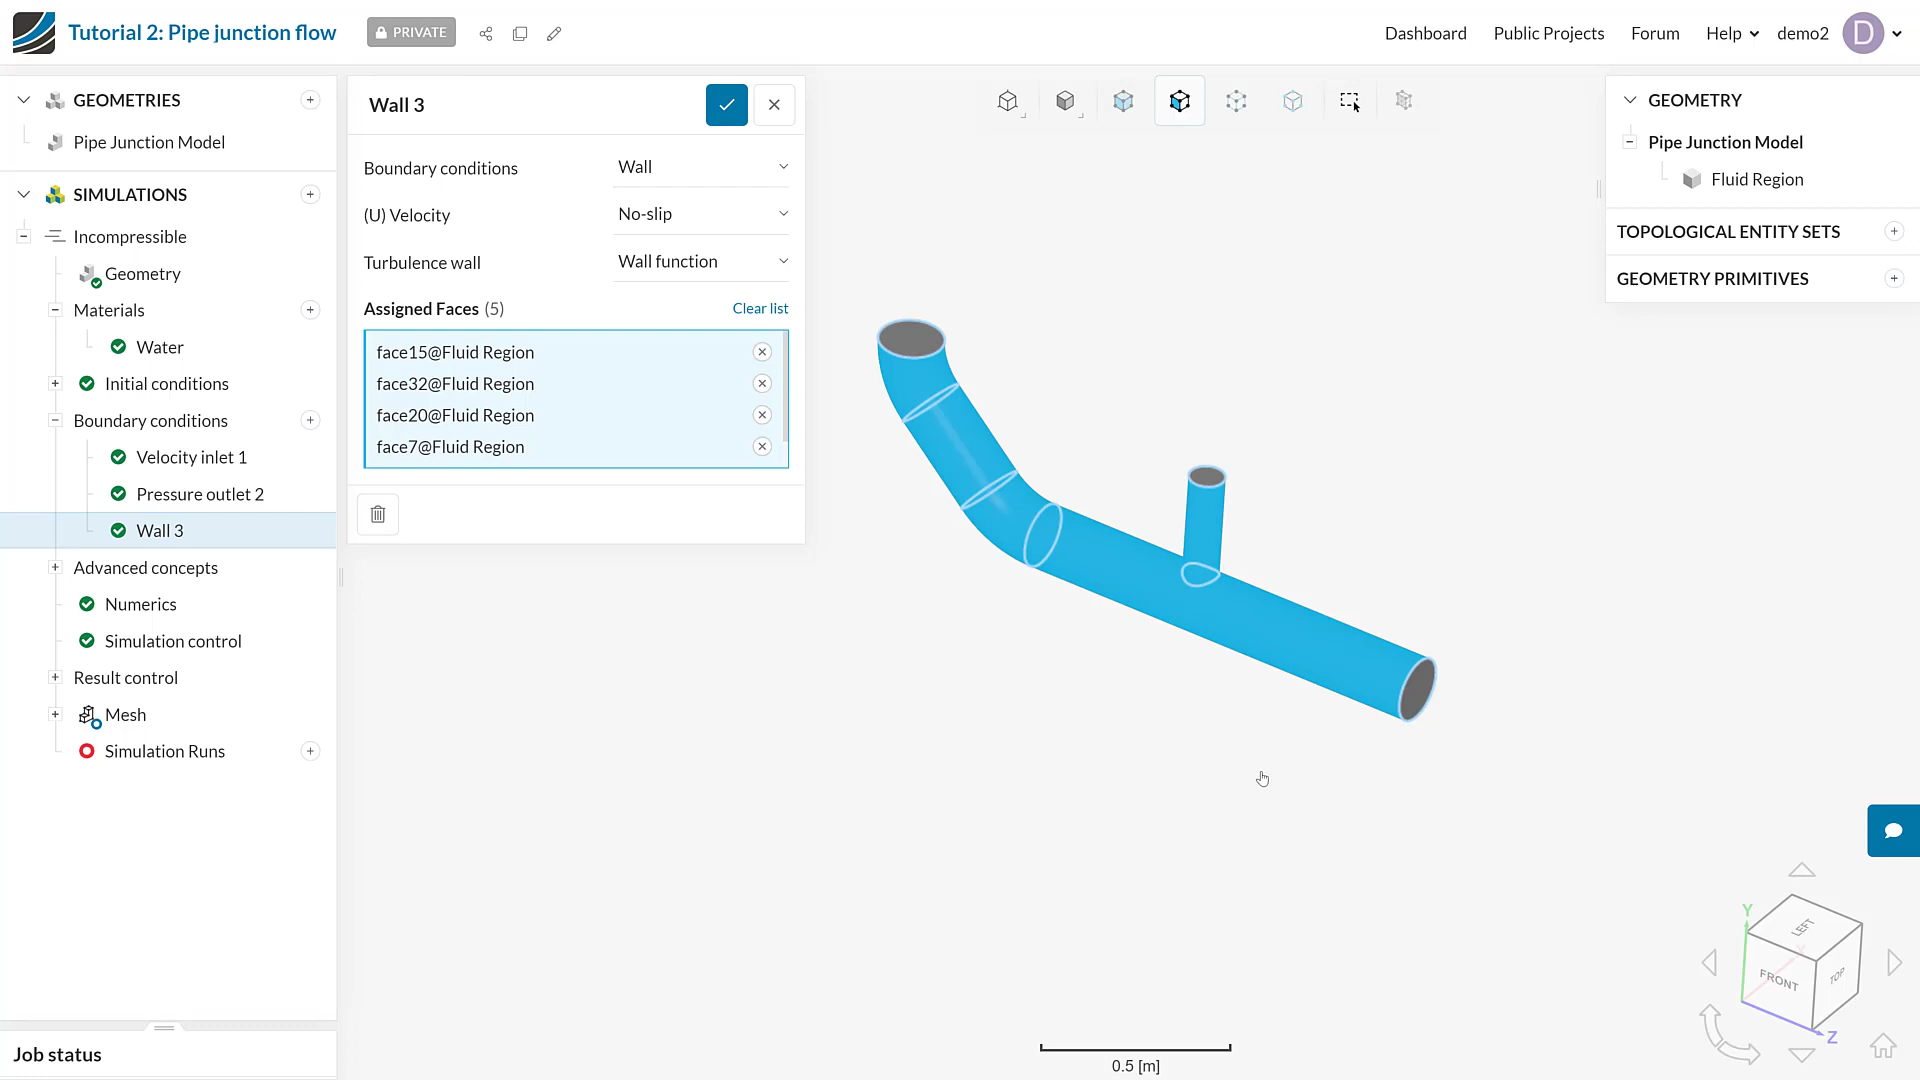 Tutorial 2: Pipe junction flow
PRIVATE
Dashboard
Public Projects
Forum
Help
demo2
D
GEOMETRIES
Pipe Junction Model
SIMULATIONS
Incompressible
Geometry
Materials
Water
Initial conditions
Boundary conditions
Velocity inlet 1
Pressure outlet 2
Wall 3
Advanced concepts
Numerics
Simulation control
Result control
Mesh
Simulation Runs
Job status
Wall 3
Boundary conditions
Wall
(U) Velocity
No-slip
Turbulence wall
Wall function
Assigned Faces (5)
Clear list
face15@Fluid Region
face32@Fluid Region
face20@Fluid Region
face7@Fluid Region
0.5 [m]
GEOMETRY
Pipe Junction Model
Fluid Region
TOPOLOGICAL ENTITY SETS
GEOMETRY PRIMITIVES
Y
LEFT
X
FRONT
TOP
Z